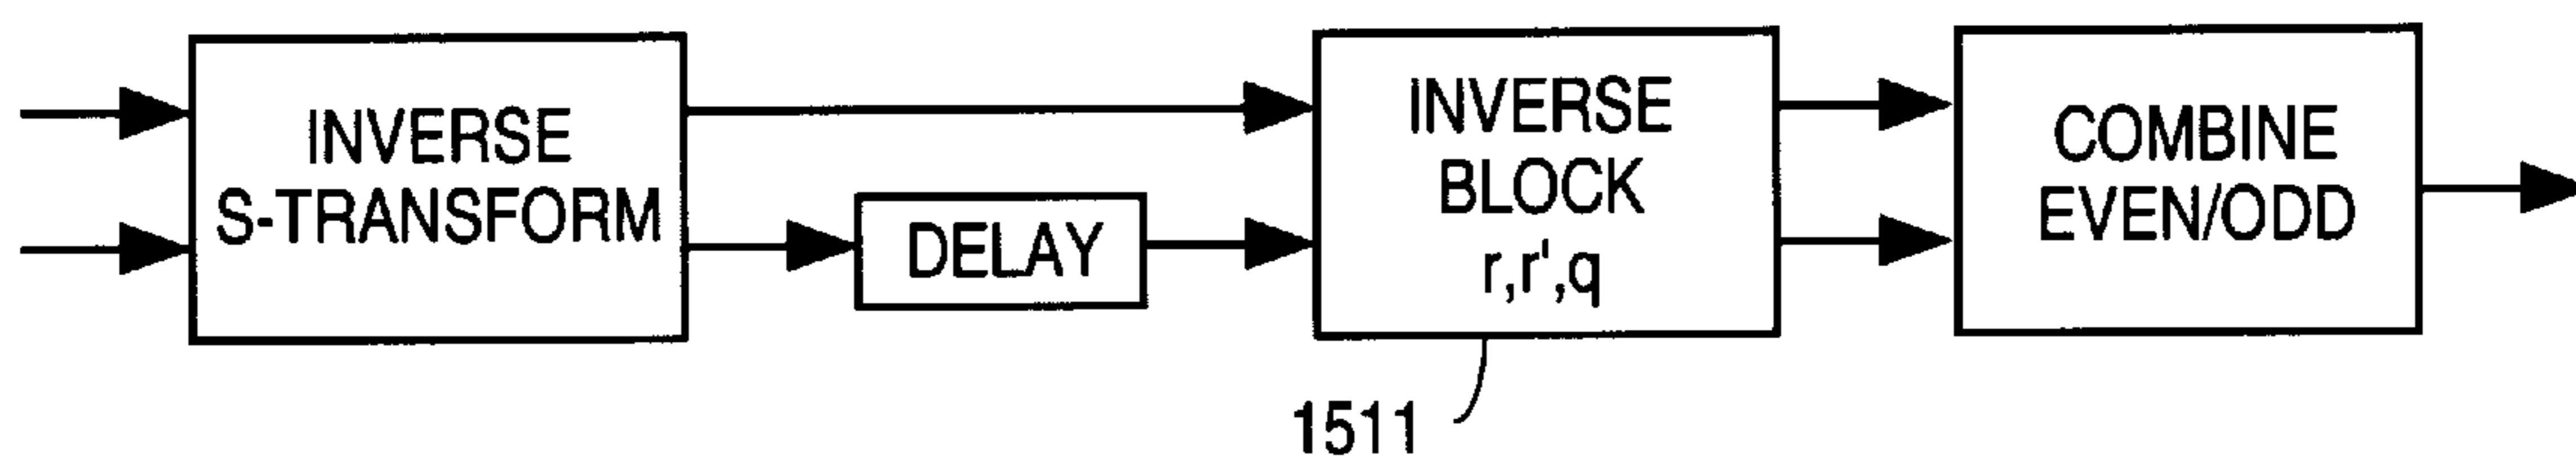 INVERSE
S-TRANSFORM
DELAY
INVERSE
BLOCK
r,r',q
1511
COMBINE
EVEN/ODD